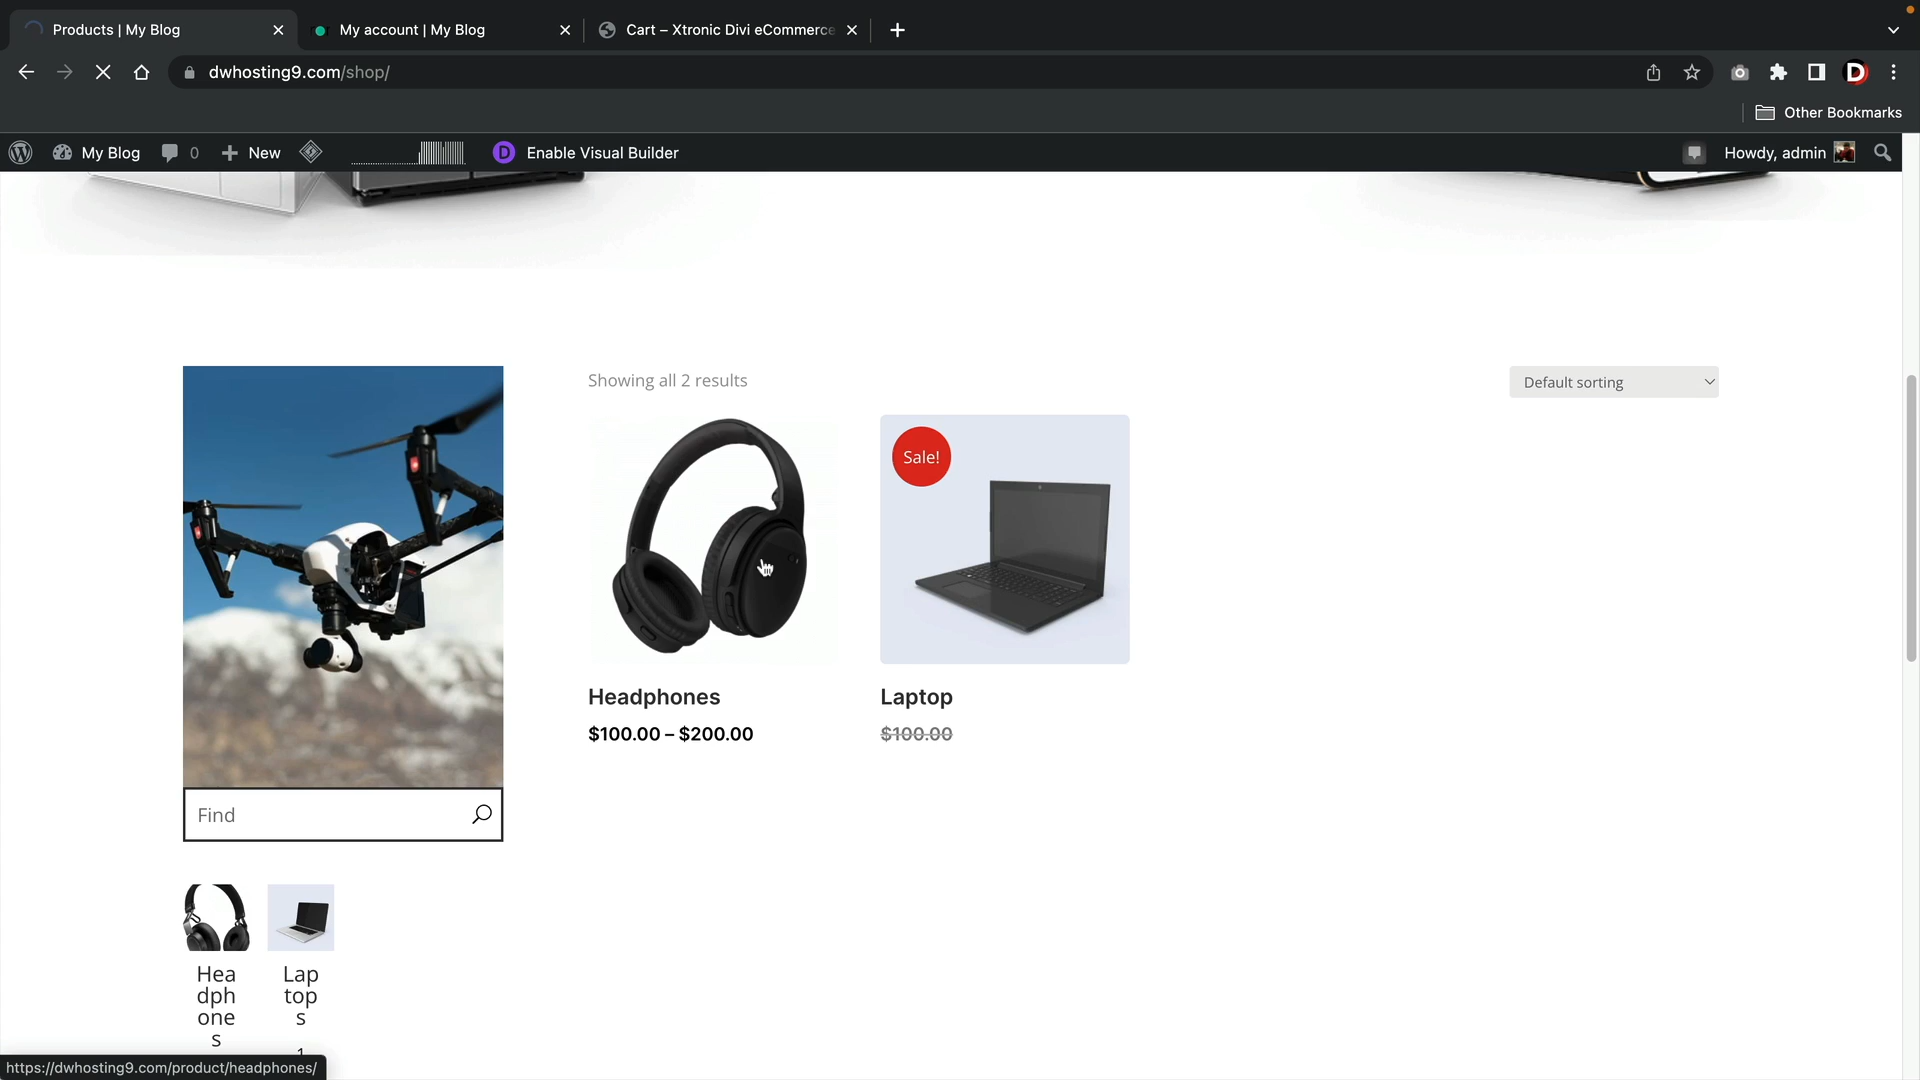 Products | My Blog
My account | My Blog
Cart – Xtronic Divi eCommerce
dwhosting9.com/shop/
D
Other Bookmarks
My Blog
0
New
D
Enable Visual Builder
Howdy, admin
Showing all 2 results
Default sorting
Sale!
Headphones
Laptop
$100.00 – $200.00
$100.00
Find
Hea
dph
one
s
Lap
top
s
1
https://dwhosting9.com/product/headphones/